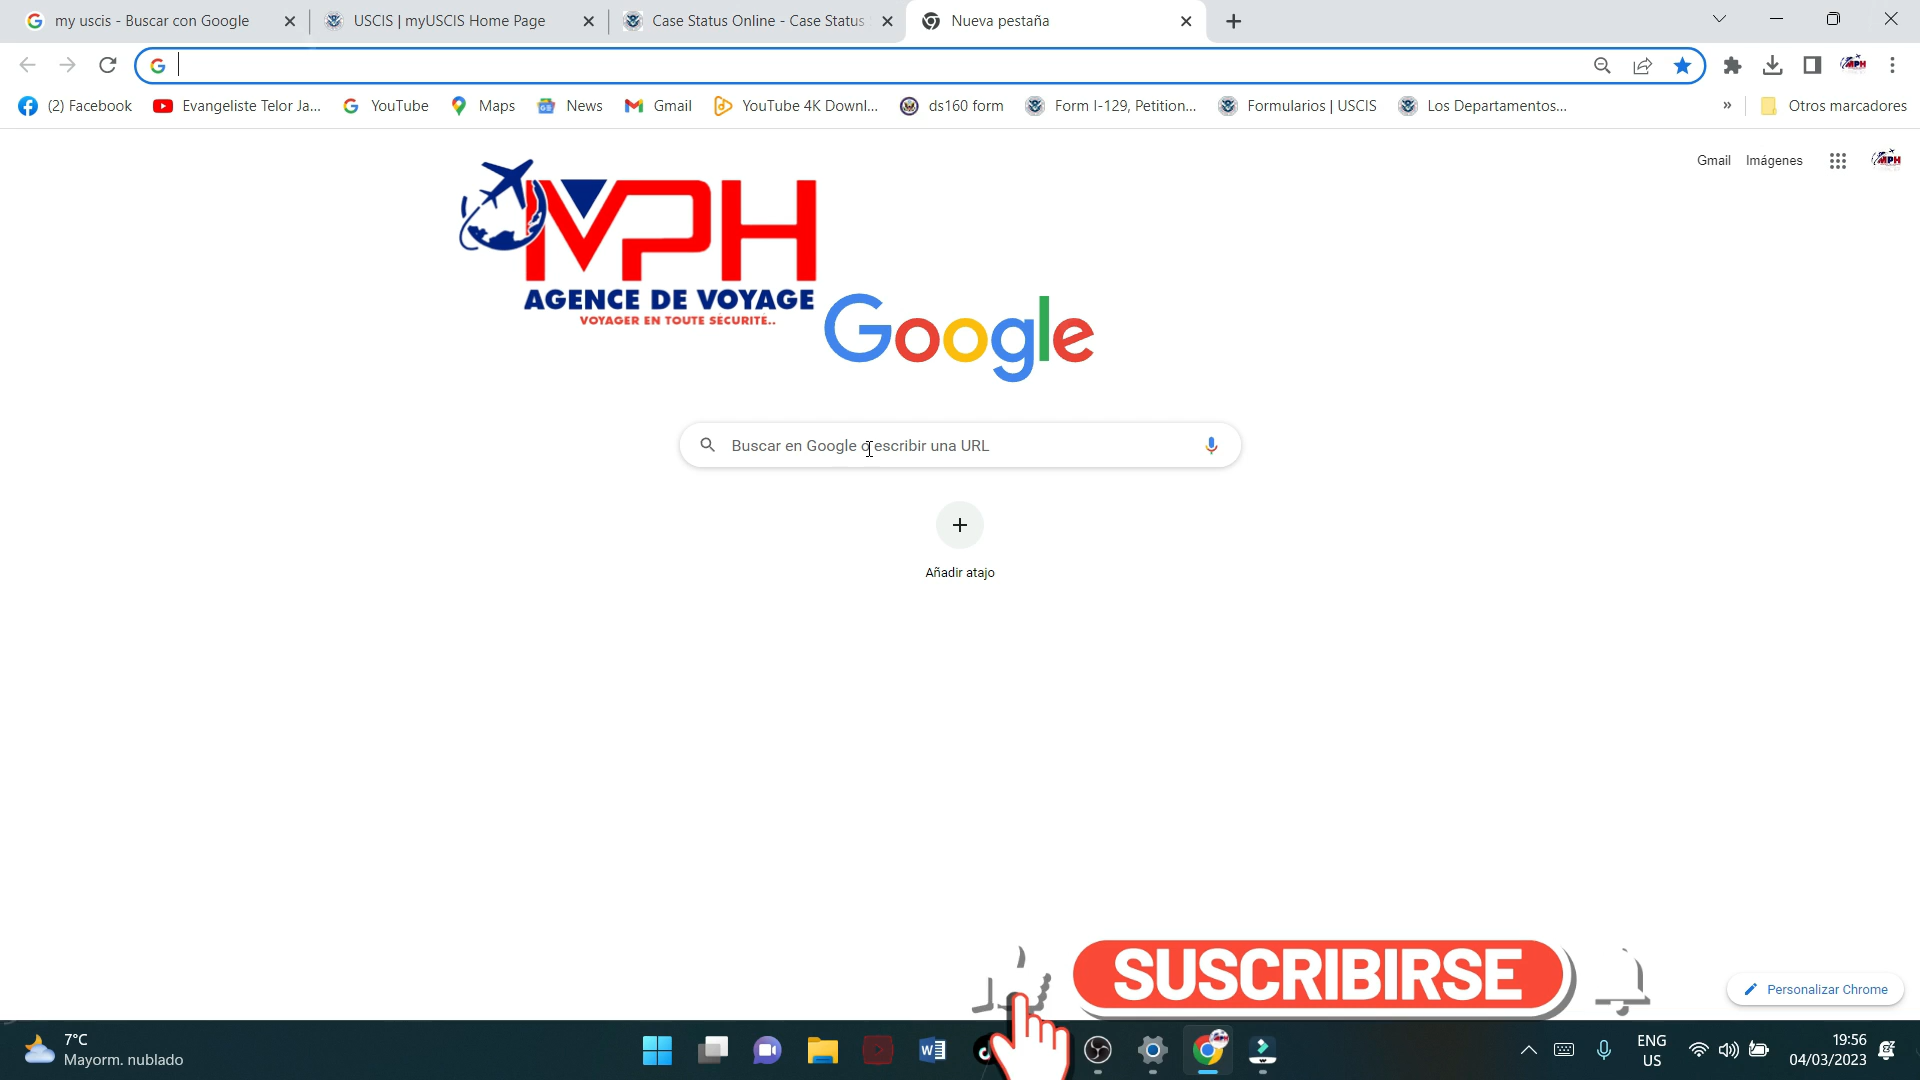 my uscis - Buscar con Google
USCIS | myUSCIS Home Page
Case Status Online - Case Status
Nueva pestaña
(2) Facebook
Evangeliste Telor Ja...
YouTube
Maps
News
Gmail
YouTube 4K Downl...
ds160 form
Form I-129, Petition...
Formularios | USCIS
Los Departamentos...
»
Otros marcadores
Gmail
Imágenes
MPH
MPH
AGENCE DE VOYAGE
VOYAGER EN TOUTE SÉCURITÉ..
Google
Buscar en Google o escribir una URL
Añadir atajo
SUSCRIBIRSE
Personalizar Chrome
7°C
Mayorm. nublado
ENG
US
19:56
04/03/2023